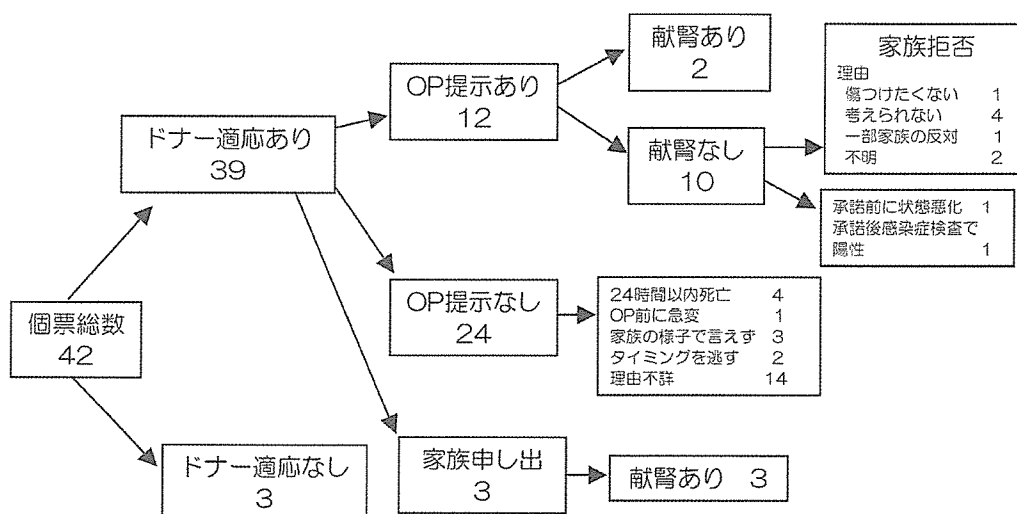 個票総数
42
ドナー適応あり
39
ドナー適応なし
3
OP提示あり
12
OP提示なし
24
家族申し出
3
献腎あり
2
献腎なし
10
献腎あり 3
家族拒否
理由
傷つけたくない 1
考えられない 4
一部家族の反対 1
不明 2
承諾前に状態悪化 1
承諾後感染症検査で
陽性 1
24時間以内死亡 4
OP前に急変 1
家族の様子で言えず 3
タイミングを逃す 2
理由不詳 14